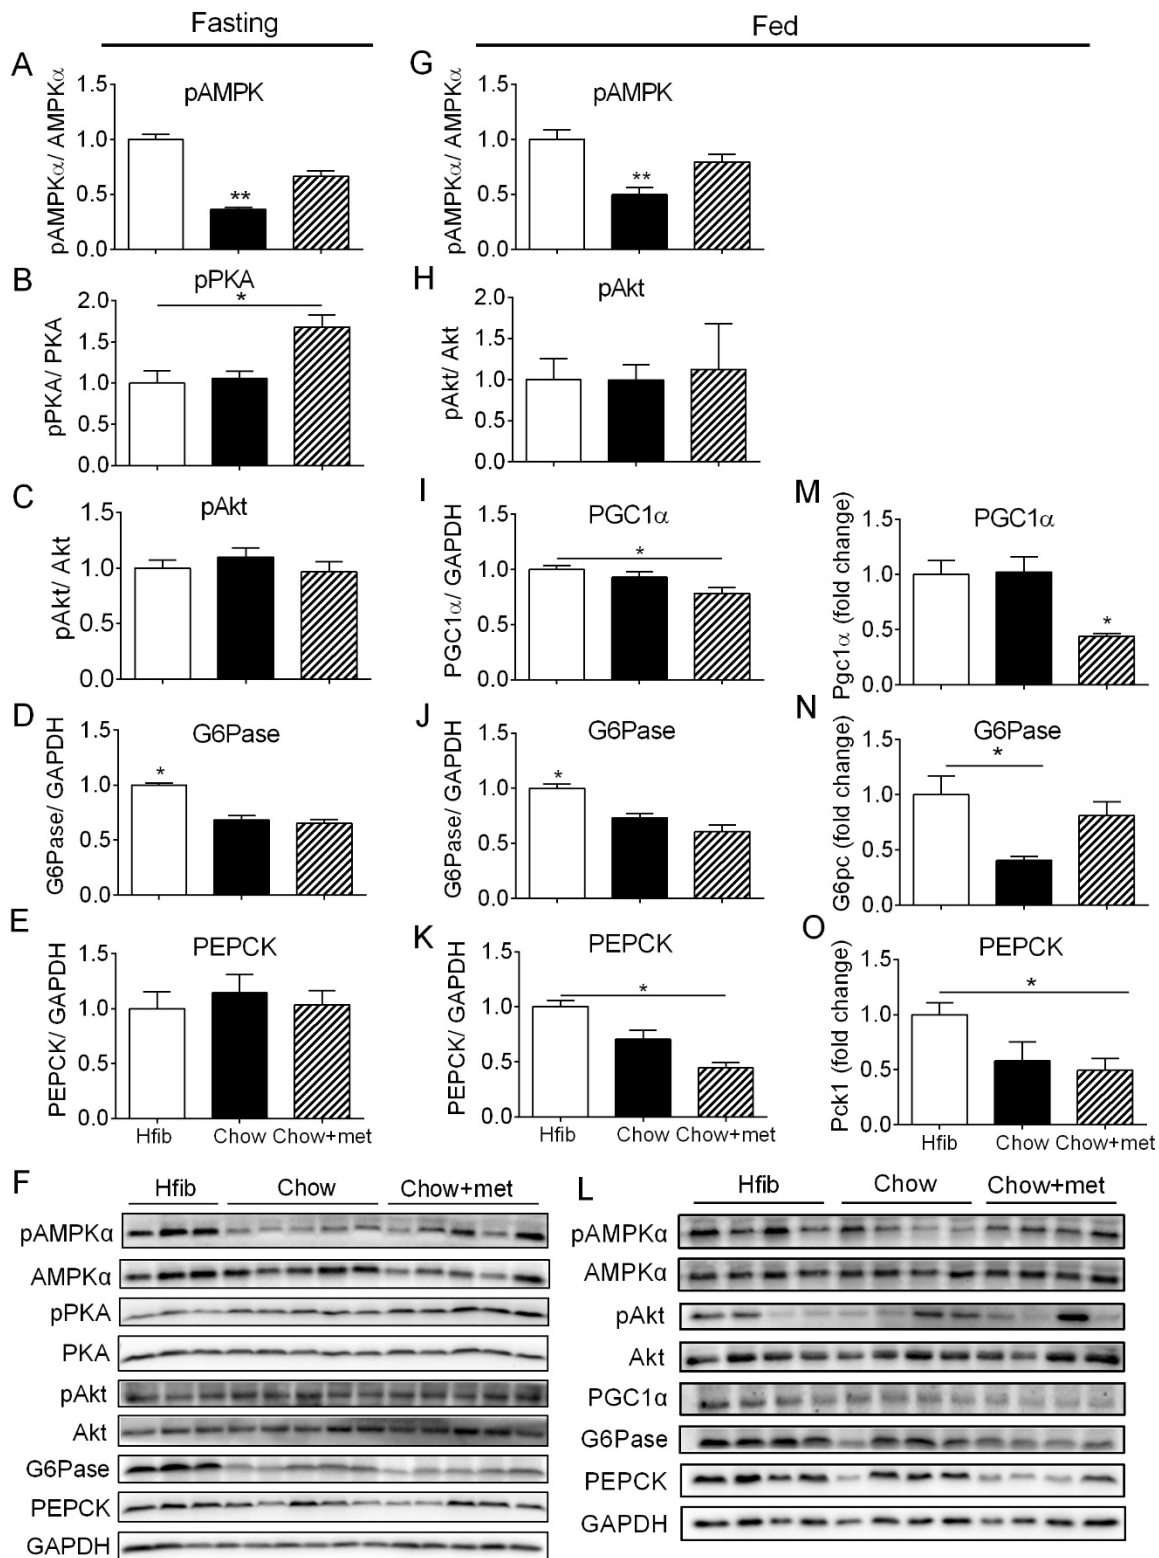 Fasting
Fed
A
pAMPK
pAMPKα/ AMPKα
1.5
1.0
0.5
0.0
**
G
pAMPK
pAMPKα/ AMPKα
1.5
1.0
0.5
0.0
**
B
pPKA
*
pPKA/ PKA
2.0
1.5
1.0
0.5
0.0
H
pAkt
pAkt/ Akt
2.0
1.5
1.0
0.5
0.0
C
pAkt
pAkt/ Akt
1.5
1.0
0.5
0.0
I
PGC1α
PGC1α/ GAPDH
1.5
1.0
0.5
0.0
*
M
PGC1α
Pgc1α (fold change)
1.5
1.0
0.5
0.0
*
D
G6Pase
G6Pase/ GAPDH
1.5
1.0
0.5
0.0
*
J
G6Pase
G6Pase/ GAPDH
1.5
1.0
0.5
0.0
*
N
G6Pase
G6pc (fold change)
1.5
1.0
0.5
0.0
*
E
PEPCK
PEPCK/ GAPDH
1.5
1.0
0.5
0.0
Hfib Chow Chow+met
K
PEPCK
PEPCK/ GAPDH
1.5
1.0
0.5
0.0
*
Hfib Chow Chow+met
O
PEPCK
Pck1 (fold change)
1.5
1.0
0.5
0.0
*
Hfib Chow Chow+met
F
Hfib Chow Chow+met
pAMPKα
AMPKα
pPKA
PKA
pAkt
Akt
G6Pase
PEPCK
GAPDH
L
Hfib Chow Chow+met
pAMPKα
AMPKα
pAkt
Akt
PGC1α
G6Pase
PEPCK
GAPDH